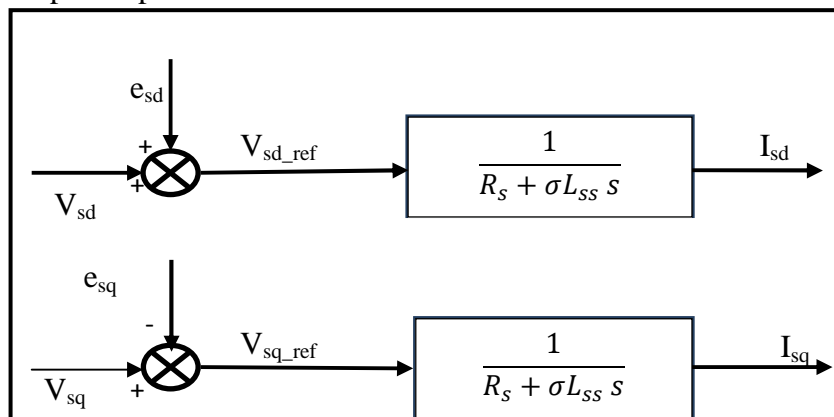 e_sd
+
V_sd_ref
1
R_s + σL_ss s
I_sd
+
V_sd
e_sq
-
V_sq_ref
1
R_s + σL_ss s
I_sq
V_sq
+